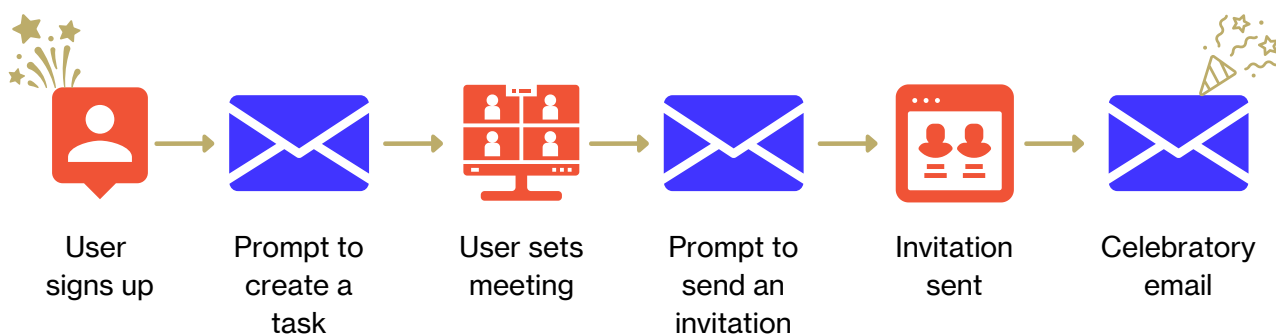 User
signs up
Prompt to
create a
task
User sets
meeting
Prompt to
send an
invitation
Invitation
sent
Celebratory
email